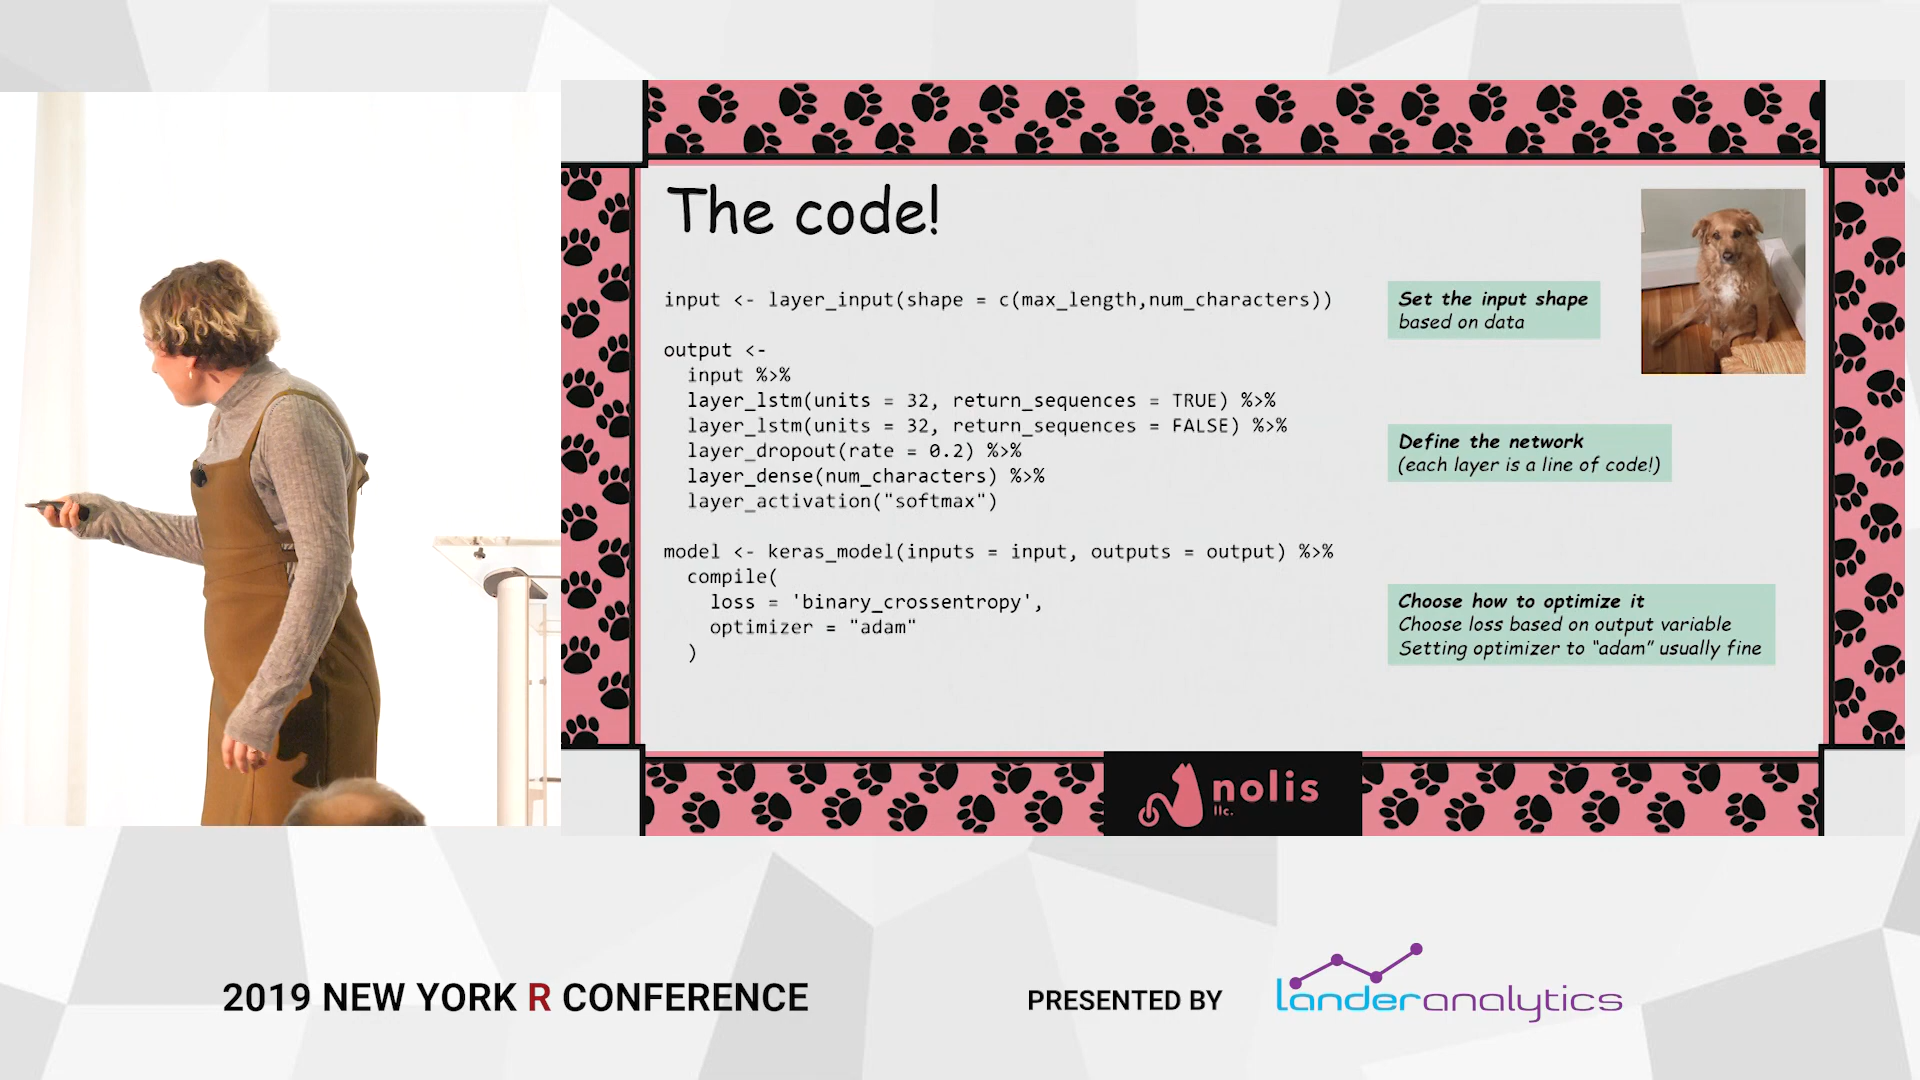 The code!
input <- layer_input(shape = c(max_length,num_characters))
output <-
input %>%
layer_lstm(units = 32, return_sequences = TRUE) %>%
layer_lstm(units = 32, return_sequences = FALSE) %>%
layer_dropout(rate = 0.2) %>%
layer_dense(num_characters) %>%
layer_activation("softmax")
model <- keras_model(inputs = input, outputs = output) %>%
compile(
loss = 'binary_crossentropy',
optimizer = "adam"
)
Set the input shape
based on data
Define the network
(each layer is a line of code!)
Choose how to optimize it
Choose loss based on output variable
Setting optimizer to “adam” usually fine
nolis
llc.
2019 NEW YORK R CONFERENCE
PRESENTED BY
landeranalytics